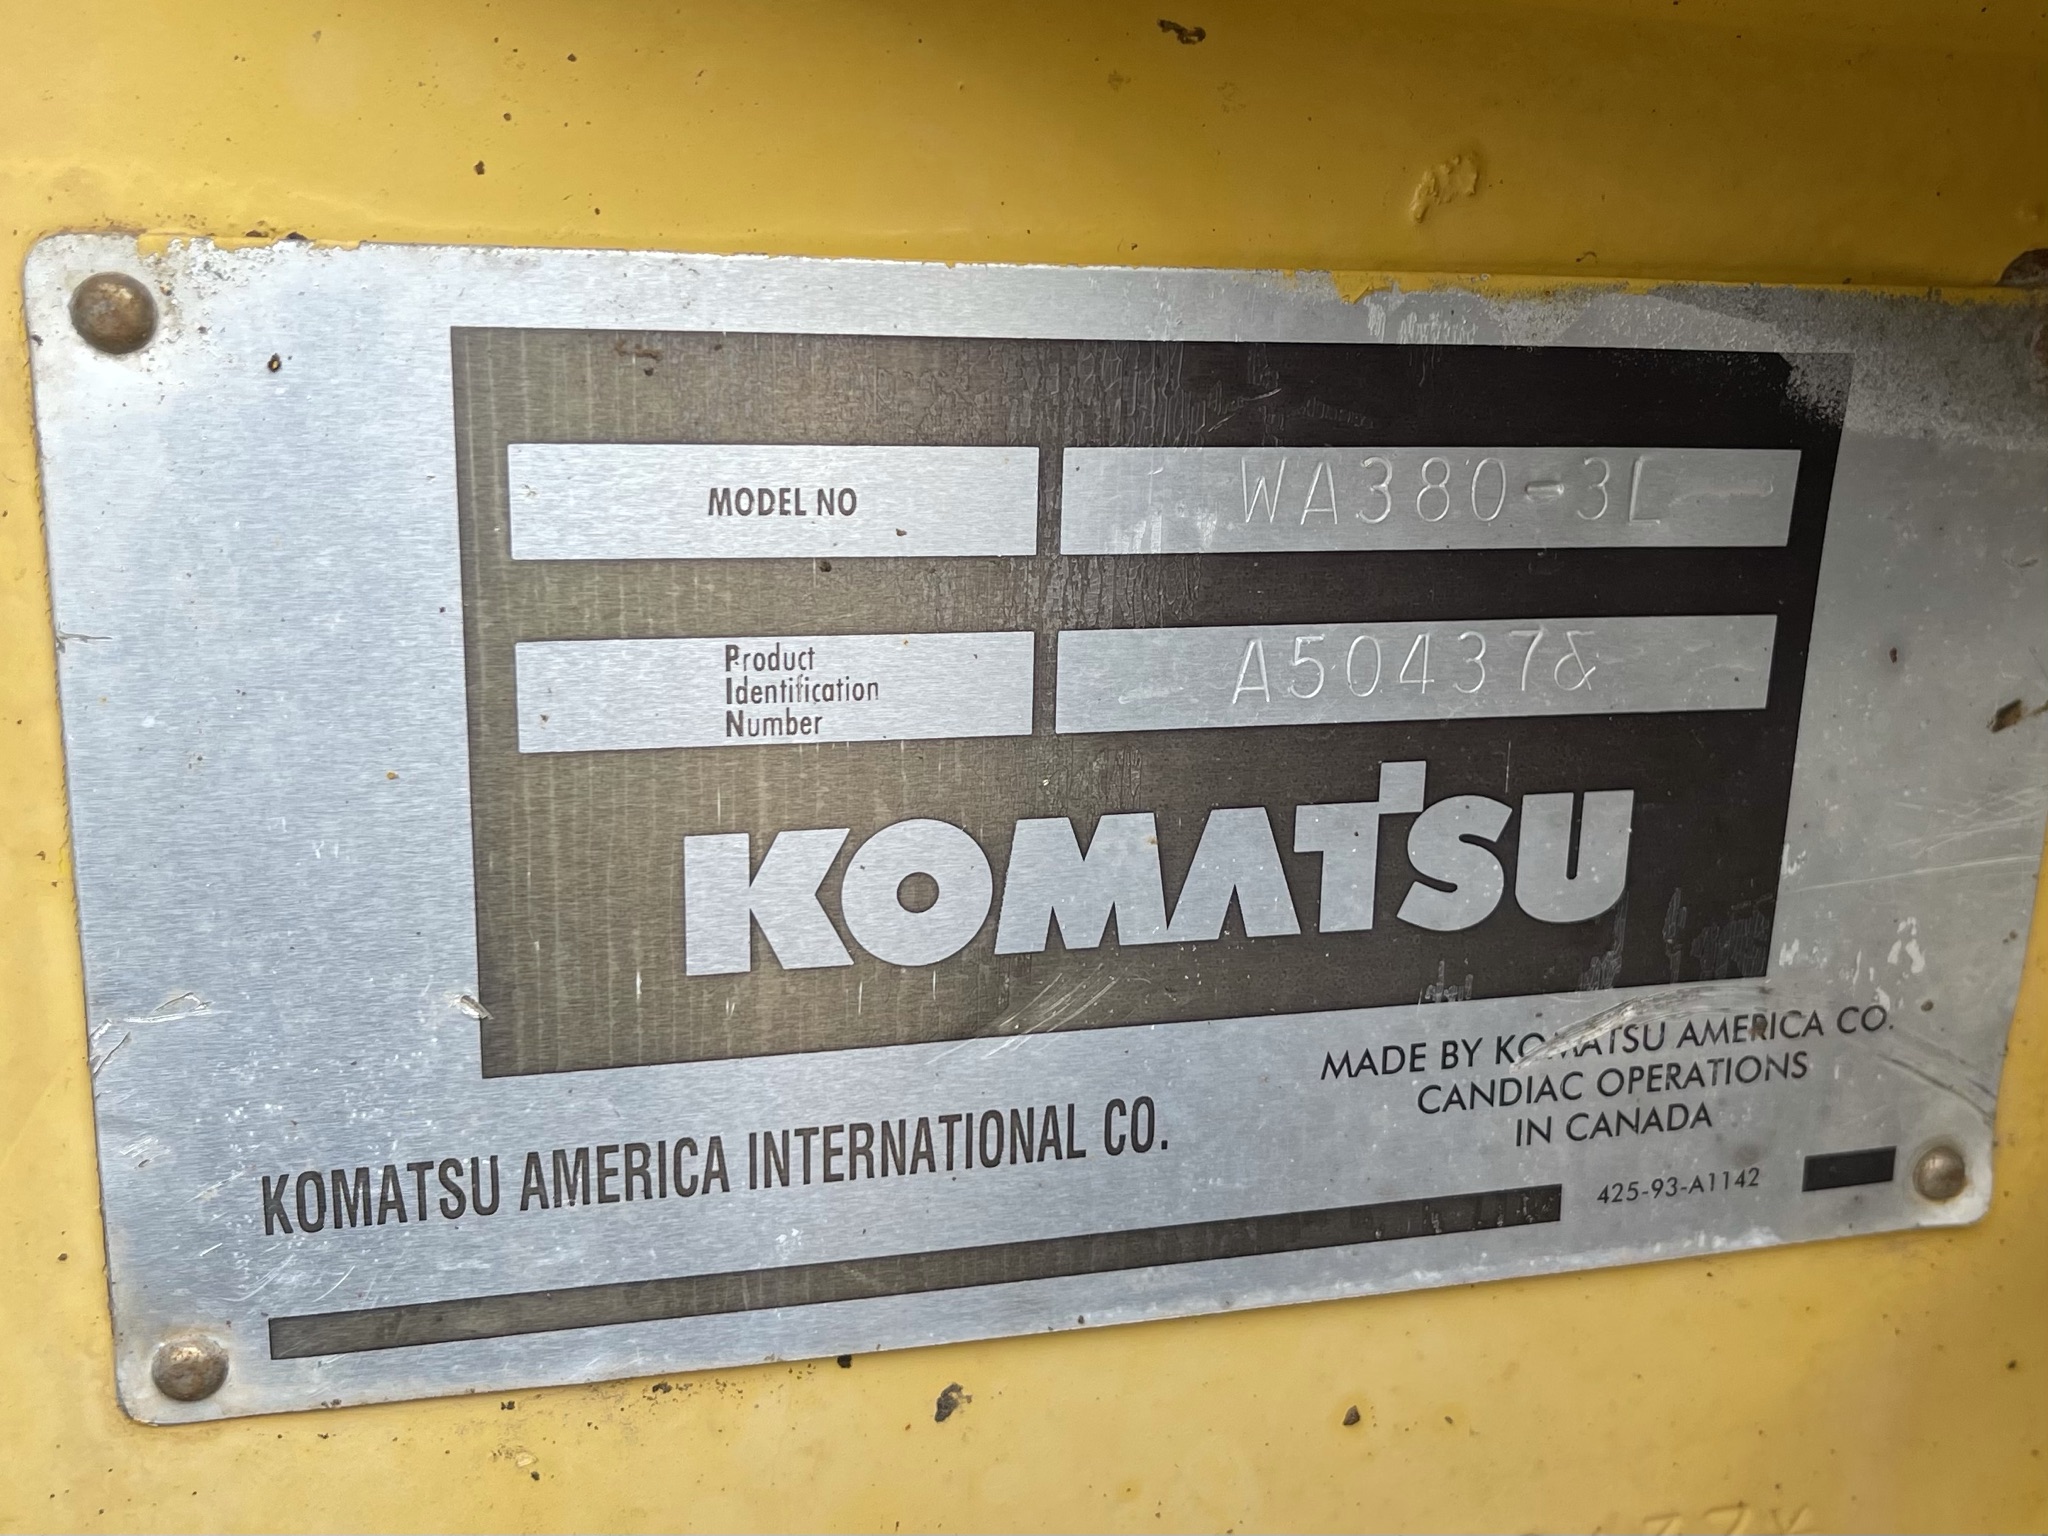 MODEL NO WA380-3L
Product
Identification
Number
A50437&
KOMATSU
MADE BY KOMATSU AMERICA CO.
CANDIAC OPERATIONS
IN CANADA
KOMATSU AMERICA INTERNATIONAL CO.
425-93-A1142